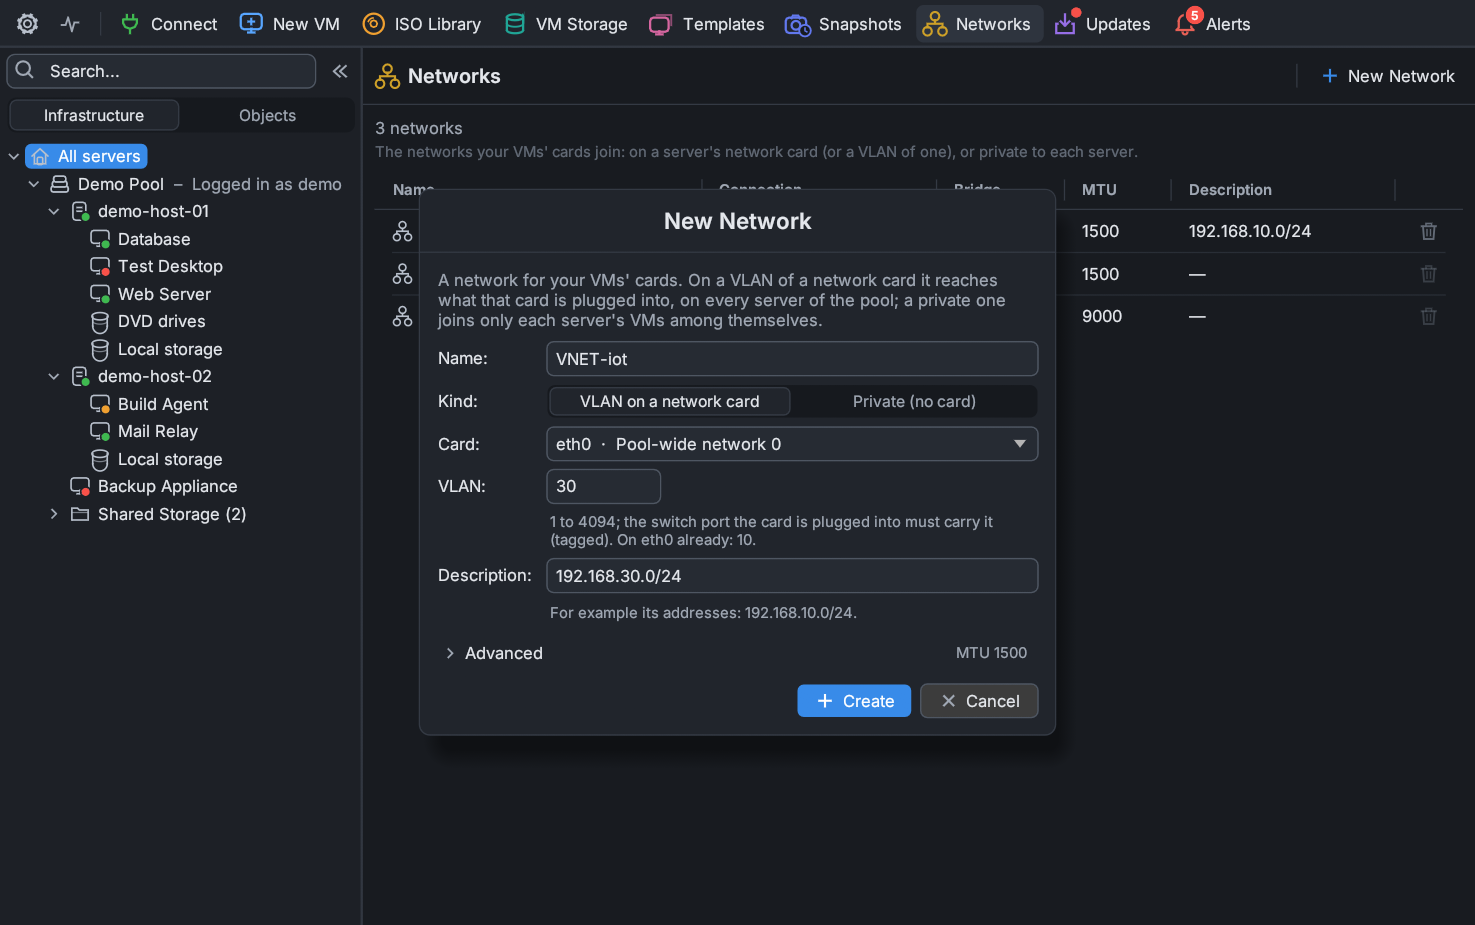 Connect
New VM
ISO Library
VM Storage
Templates
Snapshots
Networks
Updates
5
Alerts
Search...
Infrastructure
Objects
All servers
Demo Pool – Logged in as demo
demo-host-01
Database
Test Desktop
Web Server
DVD drives
Local storage
demo-host-02
Build Agent
Mail Relay
Local storage
Backup Appliance
Shared Storage (2)
Networks
New Network
3 networks
The networks your VMs' cards join: on a server's network card (or a VLAN of one), or private to each server.
Name
Connection
Bridge
MTU
Description
1500
192.168.10.0/24
1500
—
9000
—
New Network
A network for your VMs' cards. On a VLAN of a network card it reaches
what that card is plugged into, on every server of the pool; a private one
joins only each server's VMs among themselves.
Name:
VNET-iot
Kind:
VLAN on a network card
Private (no card)
Card:
eth0 · Pool-wide network 0
VLAN:
30
1 to 4094; the switch port the card is plugged into must carry it
(tagged). On eth0 already: 10.
Description:
192.168.30.0/24
For example its addresses: 192.168.10.0/24.
Advanced
MTU 1500
Create
Cancel